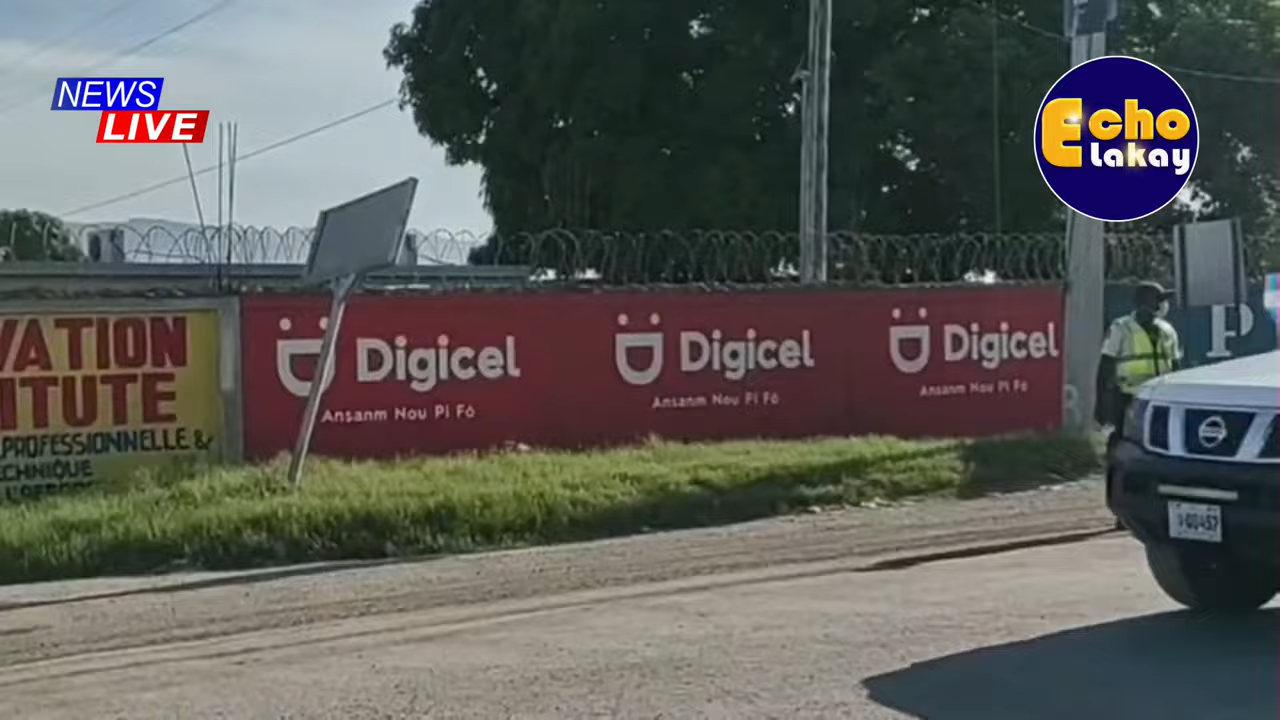 NEWS
LIVE
Echo
Lakay
VATION
ITUTE
PROFESSIONNELLE &
ECHNIQUE
Digicel
Ansanm Nou Pi Fò
Digicel
Ansanm Nou Pi Fò
Digicel
Ansanm Nou Pi Fò
P